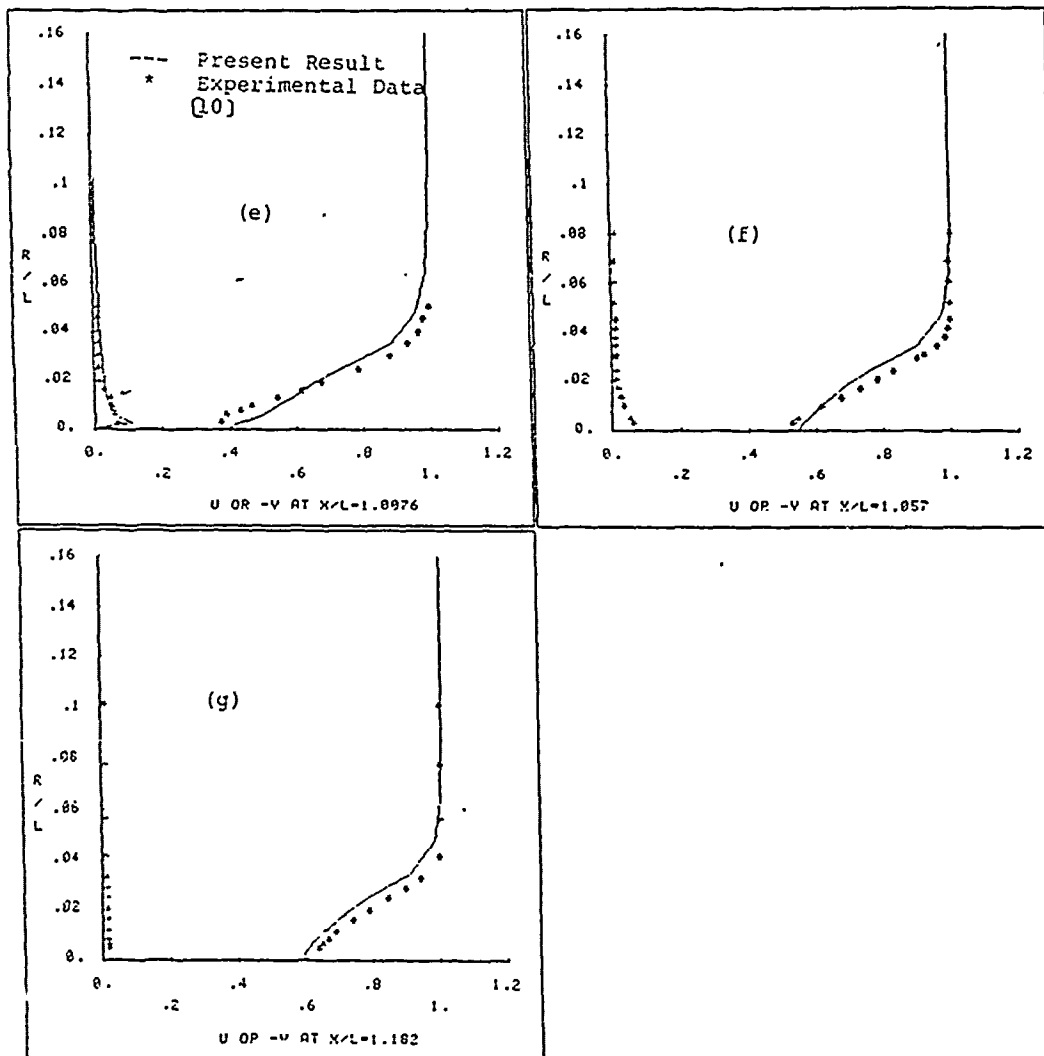 .16
.14
.12
.1
.08
.06
.04
.02
0.
R
/
L
--- Present Result
* Experimental Data
[10]
(e)
0. .2 .4 .6 .8 1. 1.2
U OR -V AT X/L=1.0076
.16
.14
.12
.1
.08
.06
.04
.02
0.
R
/
L
(f)
0. .2 .4 .6 .8 1. 1.2
U OR -V AT X/L=1.057
.16
.14
.12
.1
.08
.06
.04
.02
0.
R
/
L
(g)
0. .2 .4 .6 .8 1. 1.2
U OR -V AT X/L=1.182